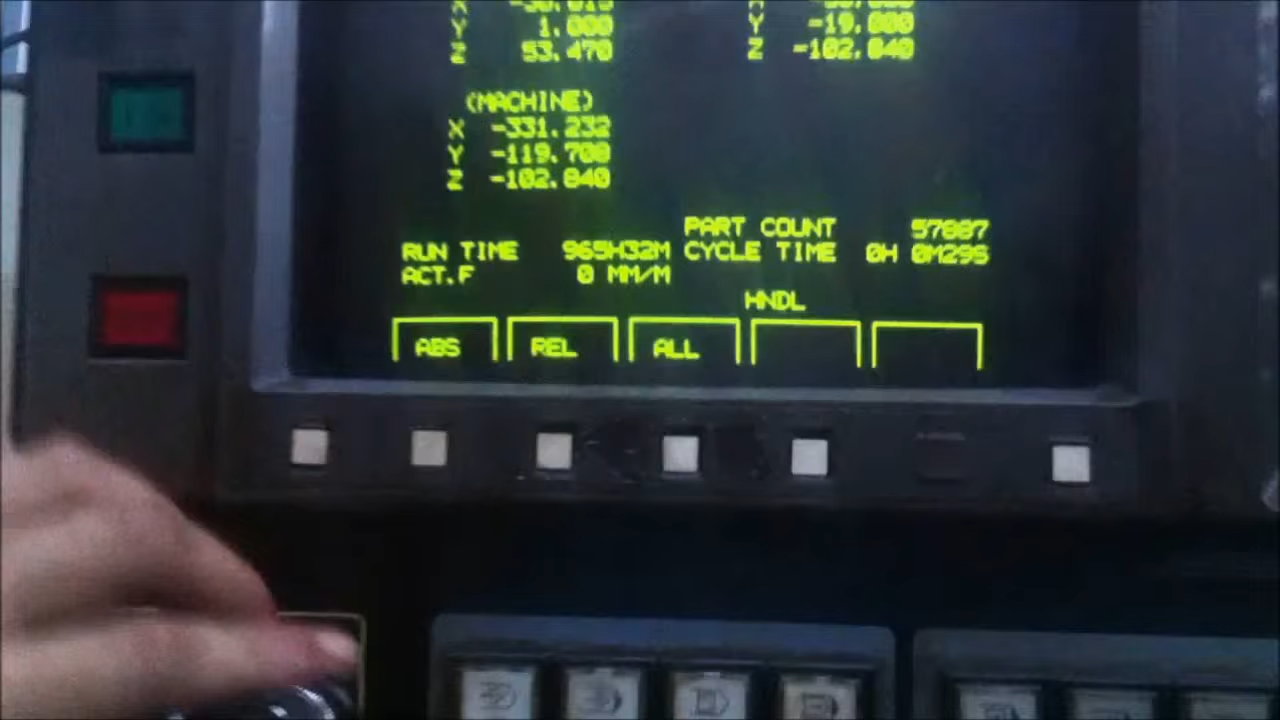 Y 1.000 Y -19.000
Z 53.470 Z -102.840
(MACHINE)
X -331.232
Y -119.708
Z -102.840
PART COUNT 57887
RUN TIME 965H32M CYCLE TIME 0H 0M29S
ACT.F 0 MM/M
HNDL
ABS REL ALL